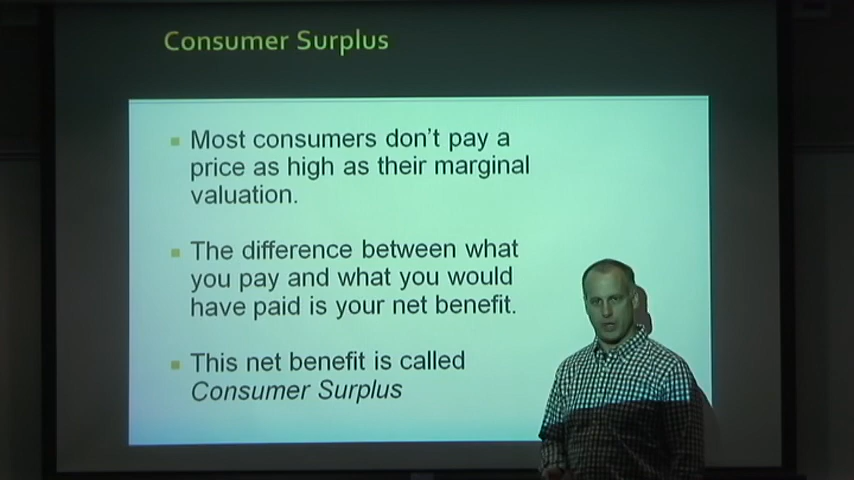 Consumer Surplus
Most consumers don't pay a
price as high as their marginal
valuation.
The difference between what
you pay and what you would
have paid is your net benefit.
This net benefit is called
Consumer Surplus